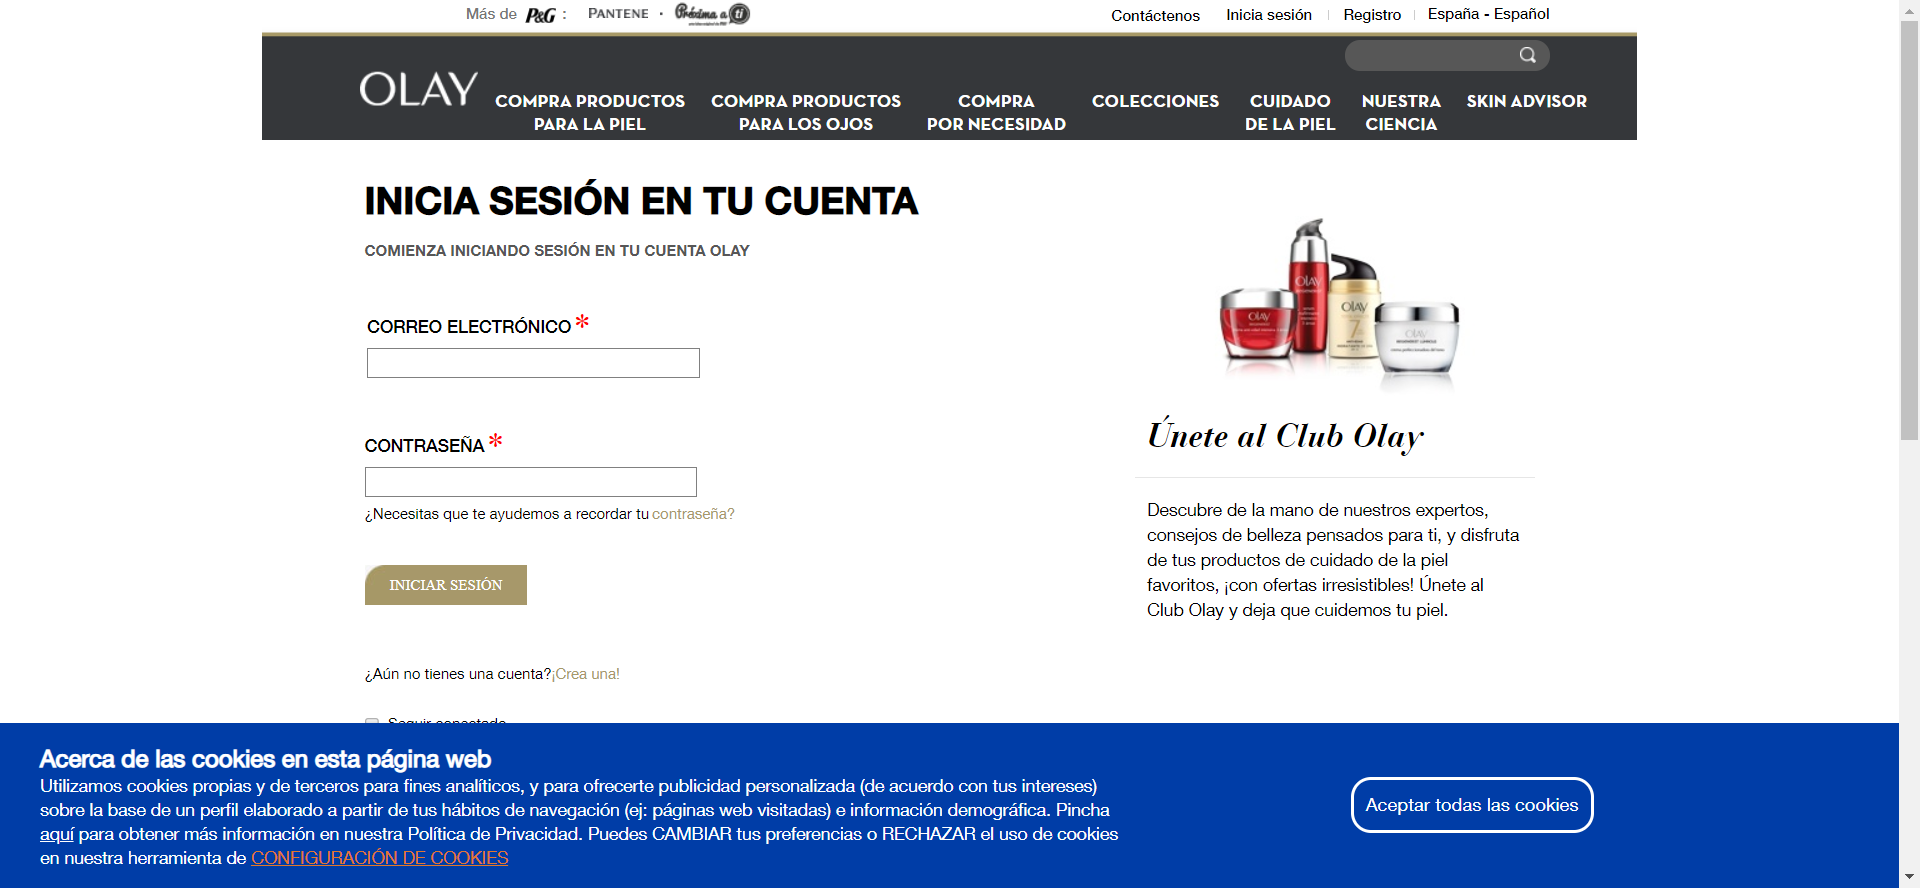 Más de P&G : PANTENE · Próxima a ti
Contáctenos Inicia sesión Registro España - Español
OLAY
COMPRA PRODUCTOS
PARA LA PIEL
COMPRA PRODUCTOS
PARA LOS OJOS
COMPRA
POR NECESIDAD
COLECCIONES
CUIDADO
DE LA PIEL
NUESTRA
CIENCIA
SKIN ADVISOR
INICIA SESIÓN EN TU CUENTA
COMIENZA INICIANDO SESIÓN EN TU CUENTA OLAY
CORREO ELECTRÓNICO *
CONTRASEÑA *
¿Necesitas que te ayudemos a recordar tu contraseña?
INICIAR SESIÓN
¿Aún no tienes una cuenta?¡Crea una!
Seguir conectado
OLAY
OLAY
OLAY
7
OLAY
Únete al Club Olay
Descubre de la mano de nuestros expertos,
consejos de belleza pensados para ti, y disfruta
de tus productos de cuidado de la piel
favoritos, ¡con ofertas irresistibles! Únete al
Club Olay y deja que cuidemos tu piel.
Acerca de las cookies en esta página web
Utilizamos cookies propias y de terceros para fines analíticos, y para ofrecerte publicidad personalizada (de acuerdo con tus intereses)
sobre la base de un perfil elaborado a partir de tus hábitos de navegación (ej: páginas web visitadas) e información demográfica. Pincha
aquí para obtener más información en nuestra Política de Privacidad. Puedes CAMBIAR tus preferencias o RECHAZAR el uso de cookies
en nuestra herramienta de CONFIGURACIÓN DE COOKIES
Aceptar todas las cookies